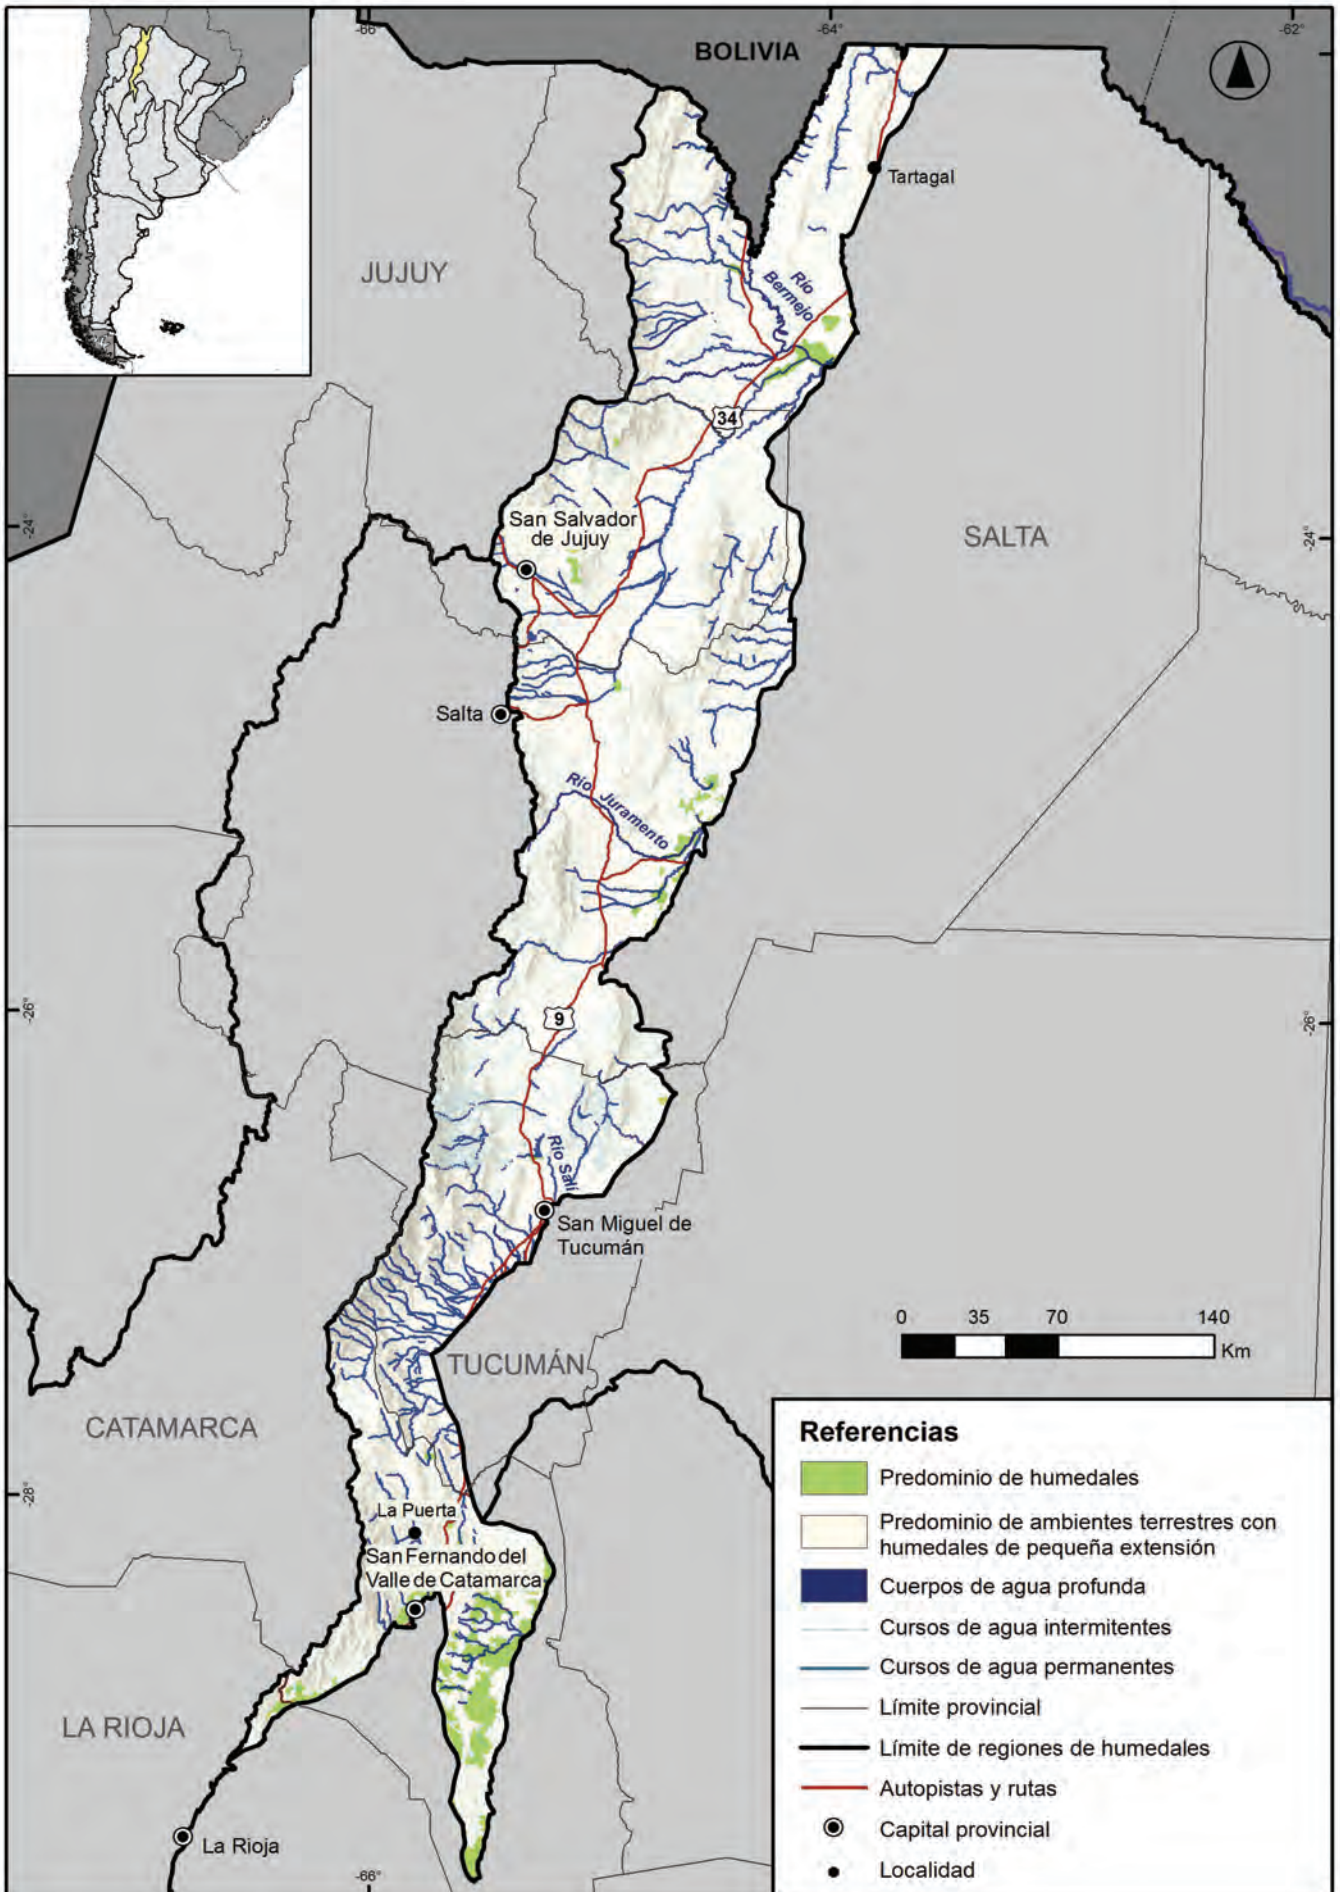 -66°
-64°
-62°
BOLIVIA
Tartagal
JUJUY
Río
Bermejo
34
San Salvador
de Jujuy
-24°
SALTA
-24°
Salta
Río Juramento
-26°
9
-26°
Río Salí
San Miguel de
Tucumán
0 35 70 140
Km
TUCUMÁN
CATAMARCA
-28°
La Puerta
San Fernando del
Valle de Catamarca
LA RIOJA
La Rioja
-66°
Referencias
Predominio de humedales
Predominio de ambientes terrestres con
humedales de pequeña extensión
Cuerpos de agua profunda
Cursos de agua intermitentes
Cursos de agua permanentes
Límite provincial
Límite de regiones de humedales
Autopistas y rutas
Capital provincial
Localidad